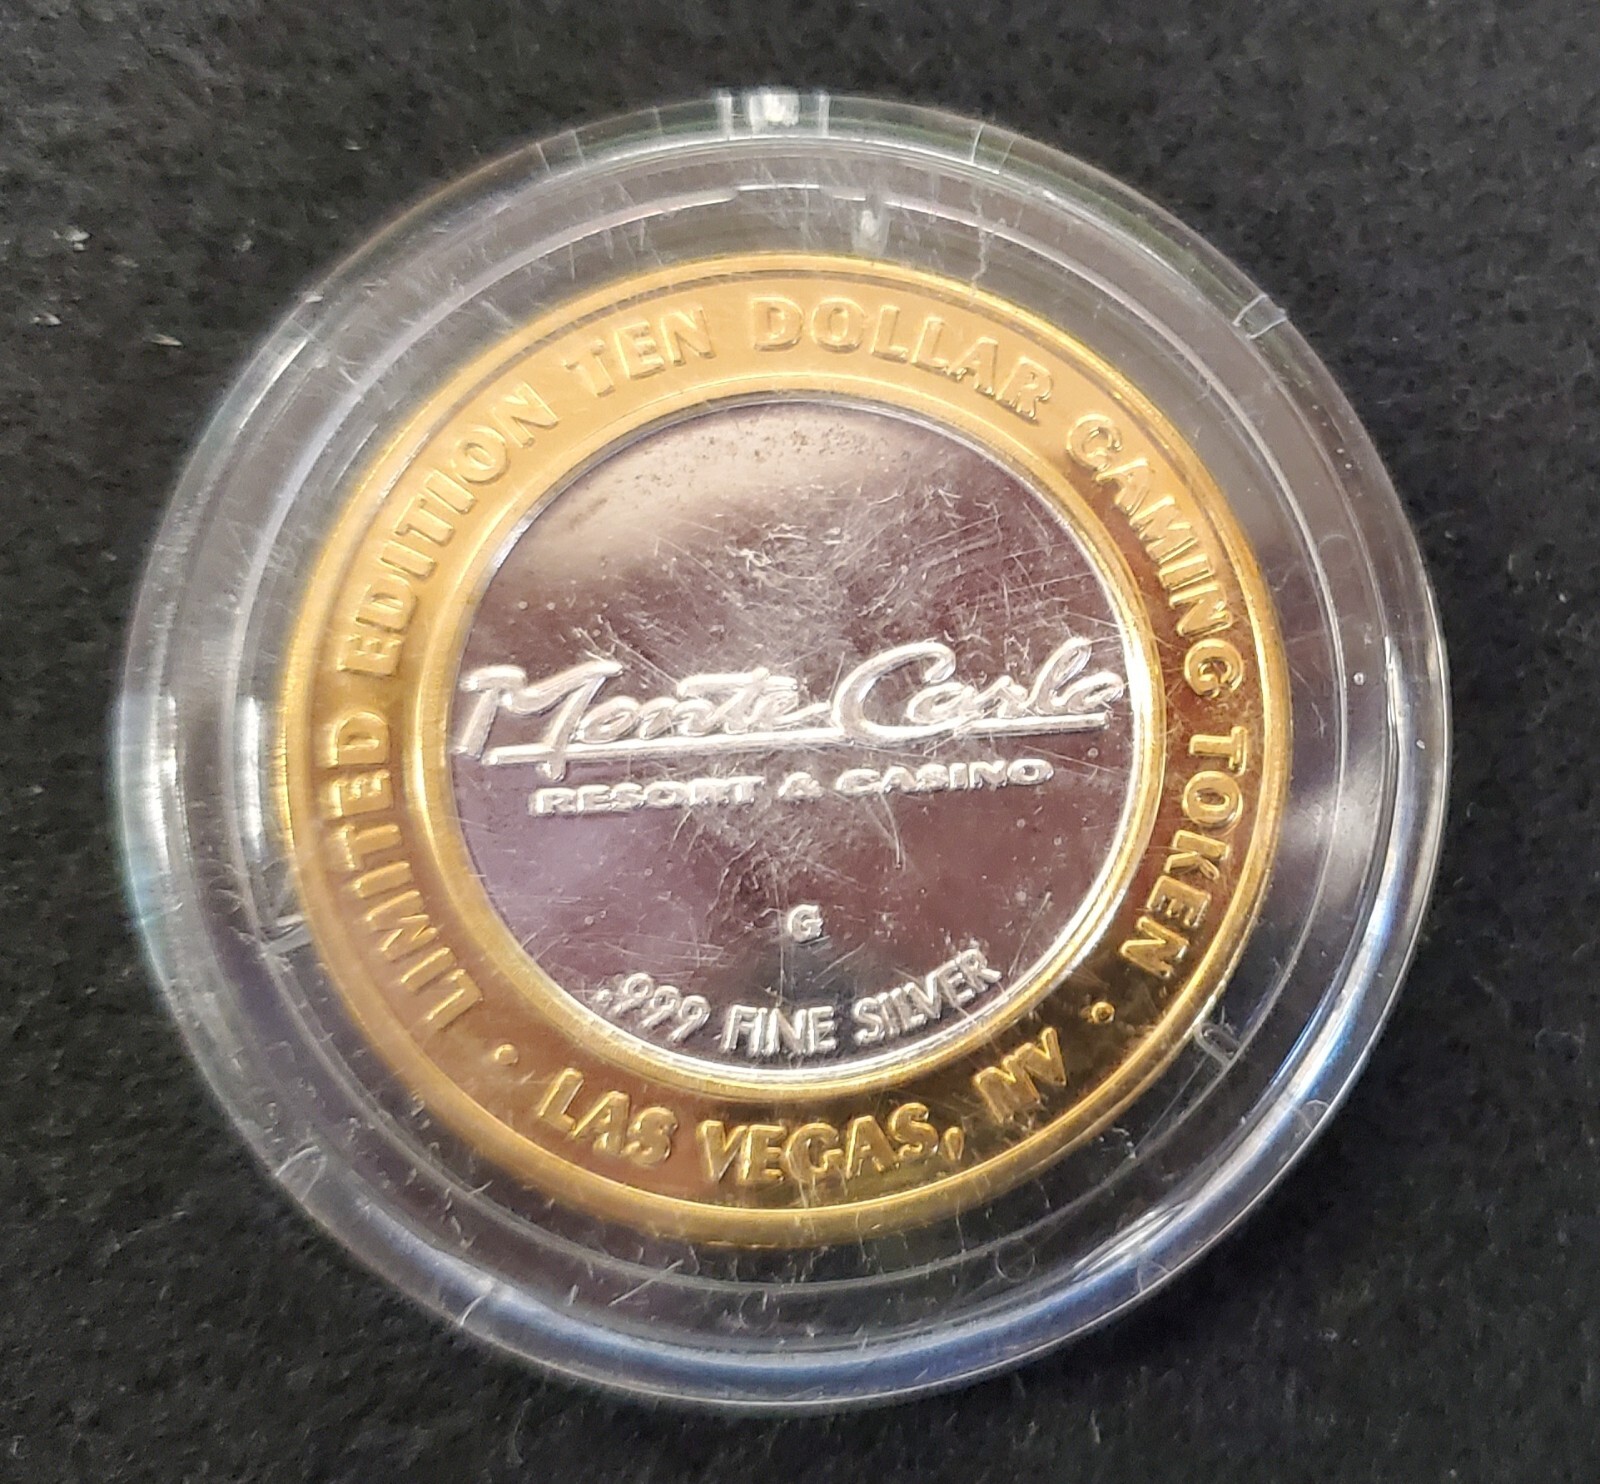 LIMITED EDITION TEN DOLLAR GAMING TOKEN
Monte Carlo
RESORT & CASINO
G
.999 FINE SILVER
• LAS VEGAS, NV •